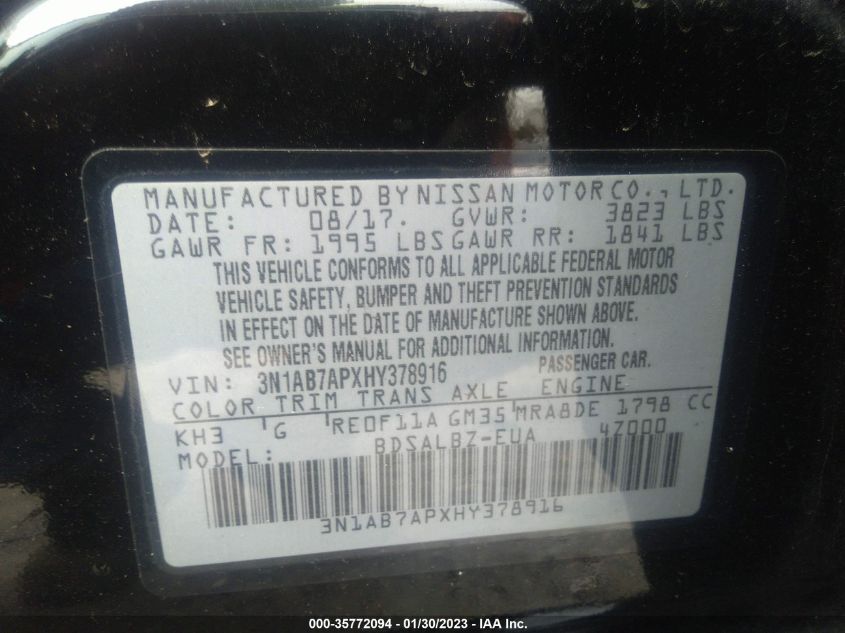 MANUFACTURED BY NISSAN MOTOR CO., LTD.
DATE: 08/17. GVWR: 3823 LBS
GAWR FR: 1995 LBS GAWR RR: 1841 LBS
THIS VEHICLE CONFORMS TO ALL APPLICABLE FEDERAL MOTOR
VEHICLE SAFETY, BUMPER AND THEFT PREVENTION STANDARDS
IN EFFECT ON THE DATE OF MANUFACTURE SHOWN ABOVE.
SEE OWNER'S MANUAL FOR ADDITIONAL INFORMATION.
VIN: 3N1AB7APXHY378916 PASSENGER CAR.
COLOR TRIM TRANS AXLE ENGINE
KH3 G RE0F11A GM35 MRA8DE 1798 CC
MODEL: BDSALBZ-EUA 4Z000
3N1AB7APXHY378916
000-35772094 - 01/30/2023 - IAA Inc.